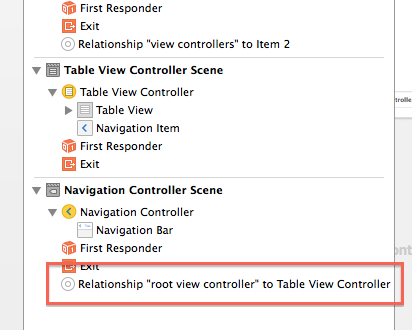 First Responder
Exit
Relationship "view controllers" to Item 2
Table View Controller Scene
Table View Controller
Table View
Navigation Item
First Responder
Exit
Navigation Controller Scene
Navigation Controller
Navigation Bar
First Responder
Exit
Relationship "root view controller" to Table View Controller